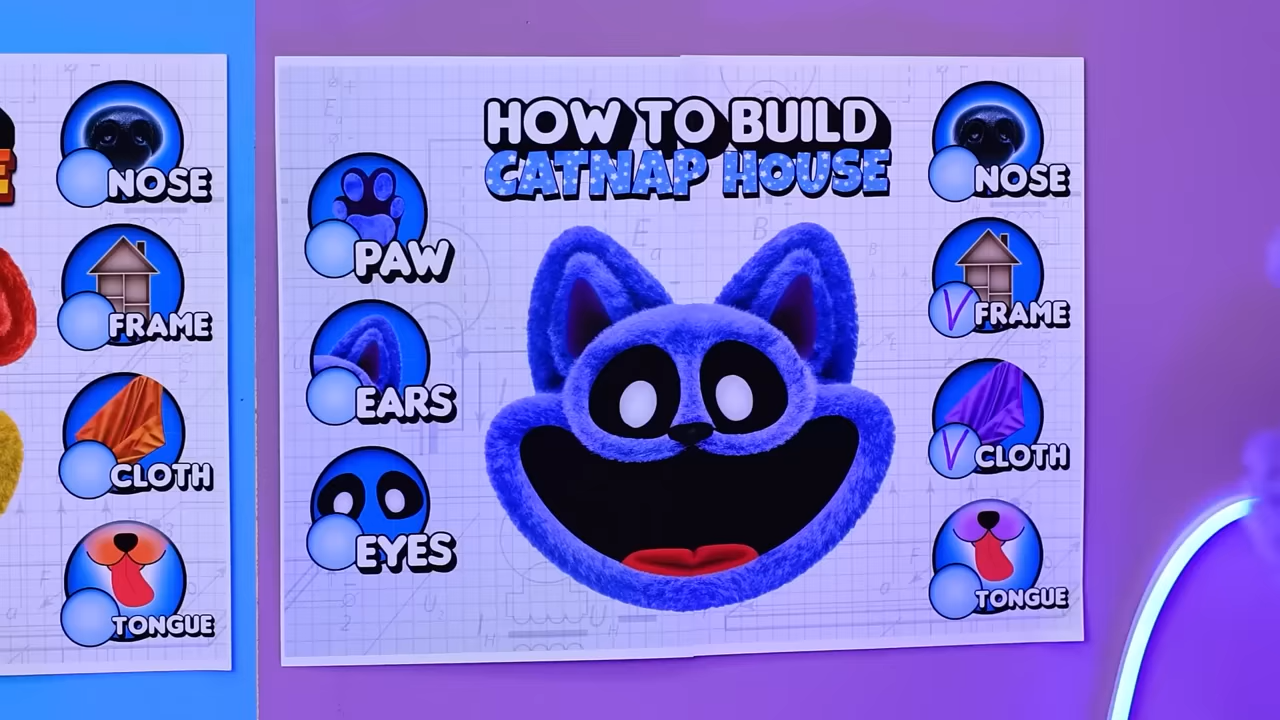 NOSE
FRAME
CLOTH
TONGUE
HOW TO BUILD
CATNAP HOUSE
PAW
EARS
EYES
NOSE
V FRAME
V CLOTH
TONGUE